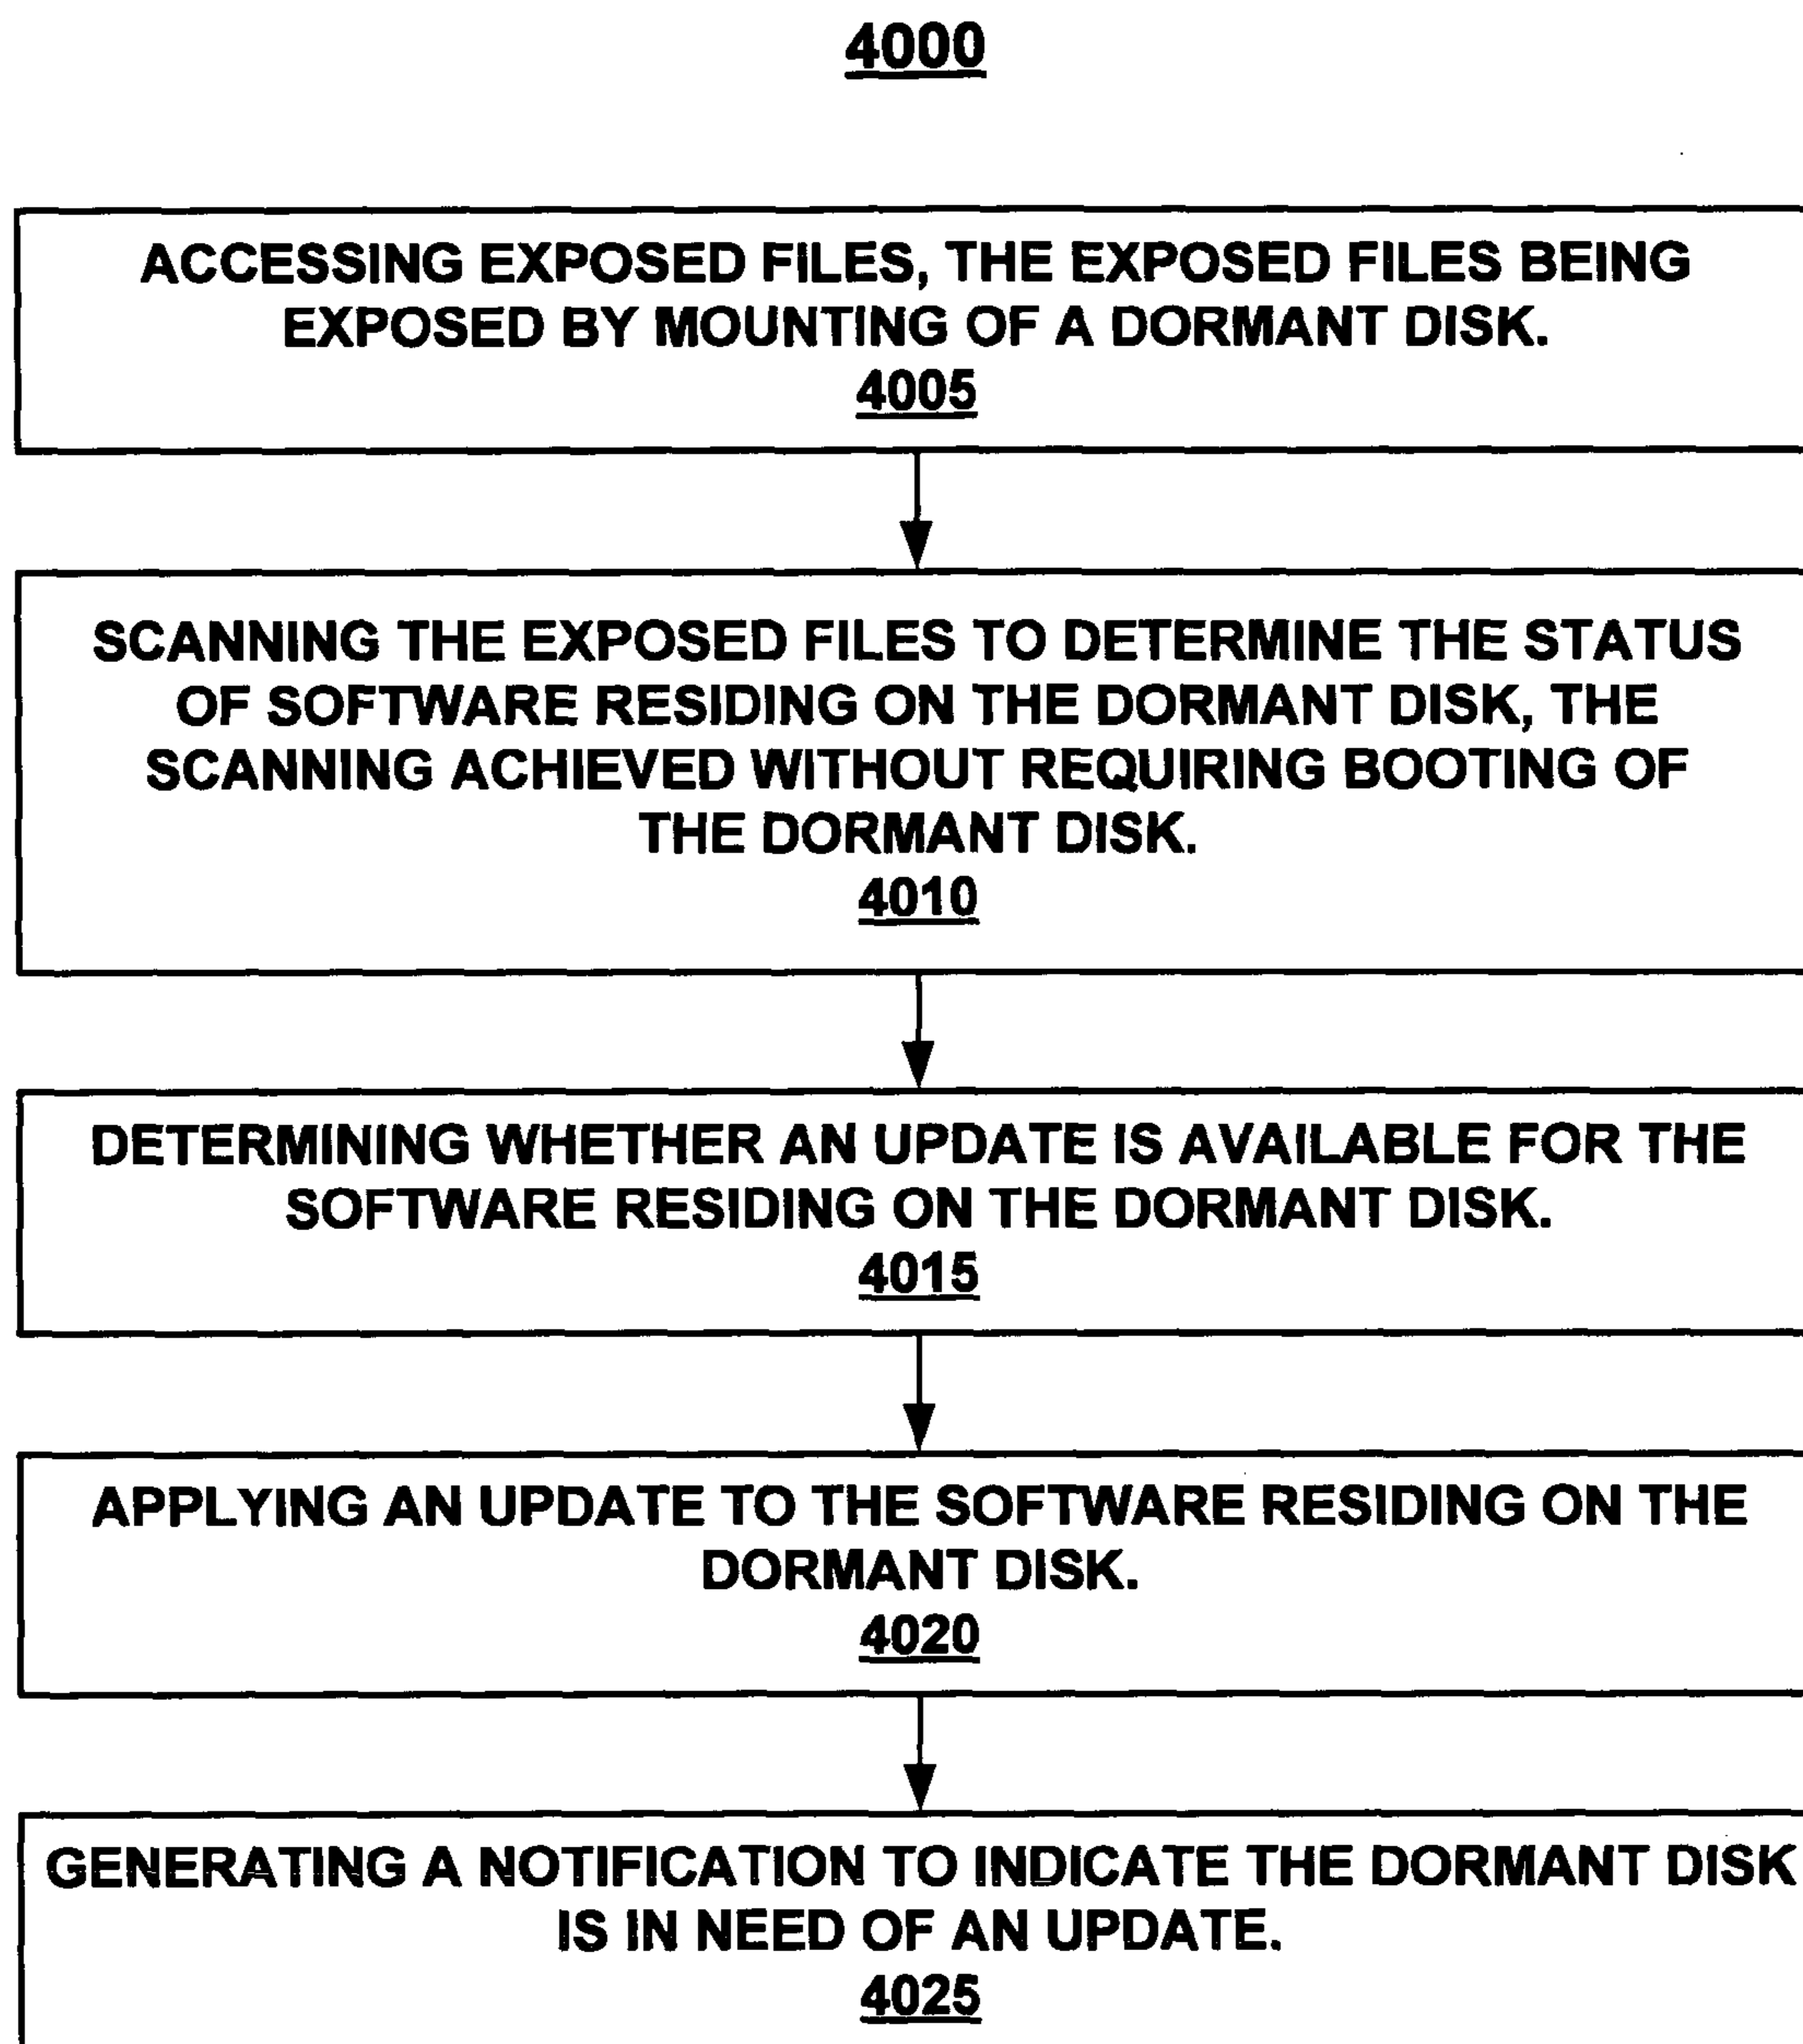 4000
ACCESSING EXPOSED FILES, THE EXPOSED FILES BEING
EXPOSED BY MOUNTING OF A DORMANT DISK.
4005
SCANNING THE EXPOSED FILES TO DETERMINE THE STATUS
OF SOFTWARE RESIDING ON THE DORMANT DISK, THE
SCANNING ACHIEVED WITHOUT REQUIRING BOOTING OF
THE DORMANT DISK.
4010
DETERMINING WHETHER AN UPDATE IS AVAILABLE FOR THE
SOFTWARE RESIDING ON THE DORMANT DISK.
4015
APPLYING AN UPDATE TO THE SOFTWARE RESIDING ON THE
DORMANT DISK.
4020
GENERATING A NOTIFICATION TO INDICATE THE DORMANT DISK
IS IN NEED OF AN UPDATE.
4025